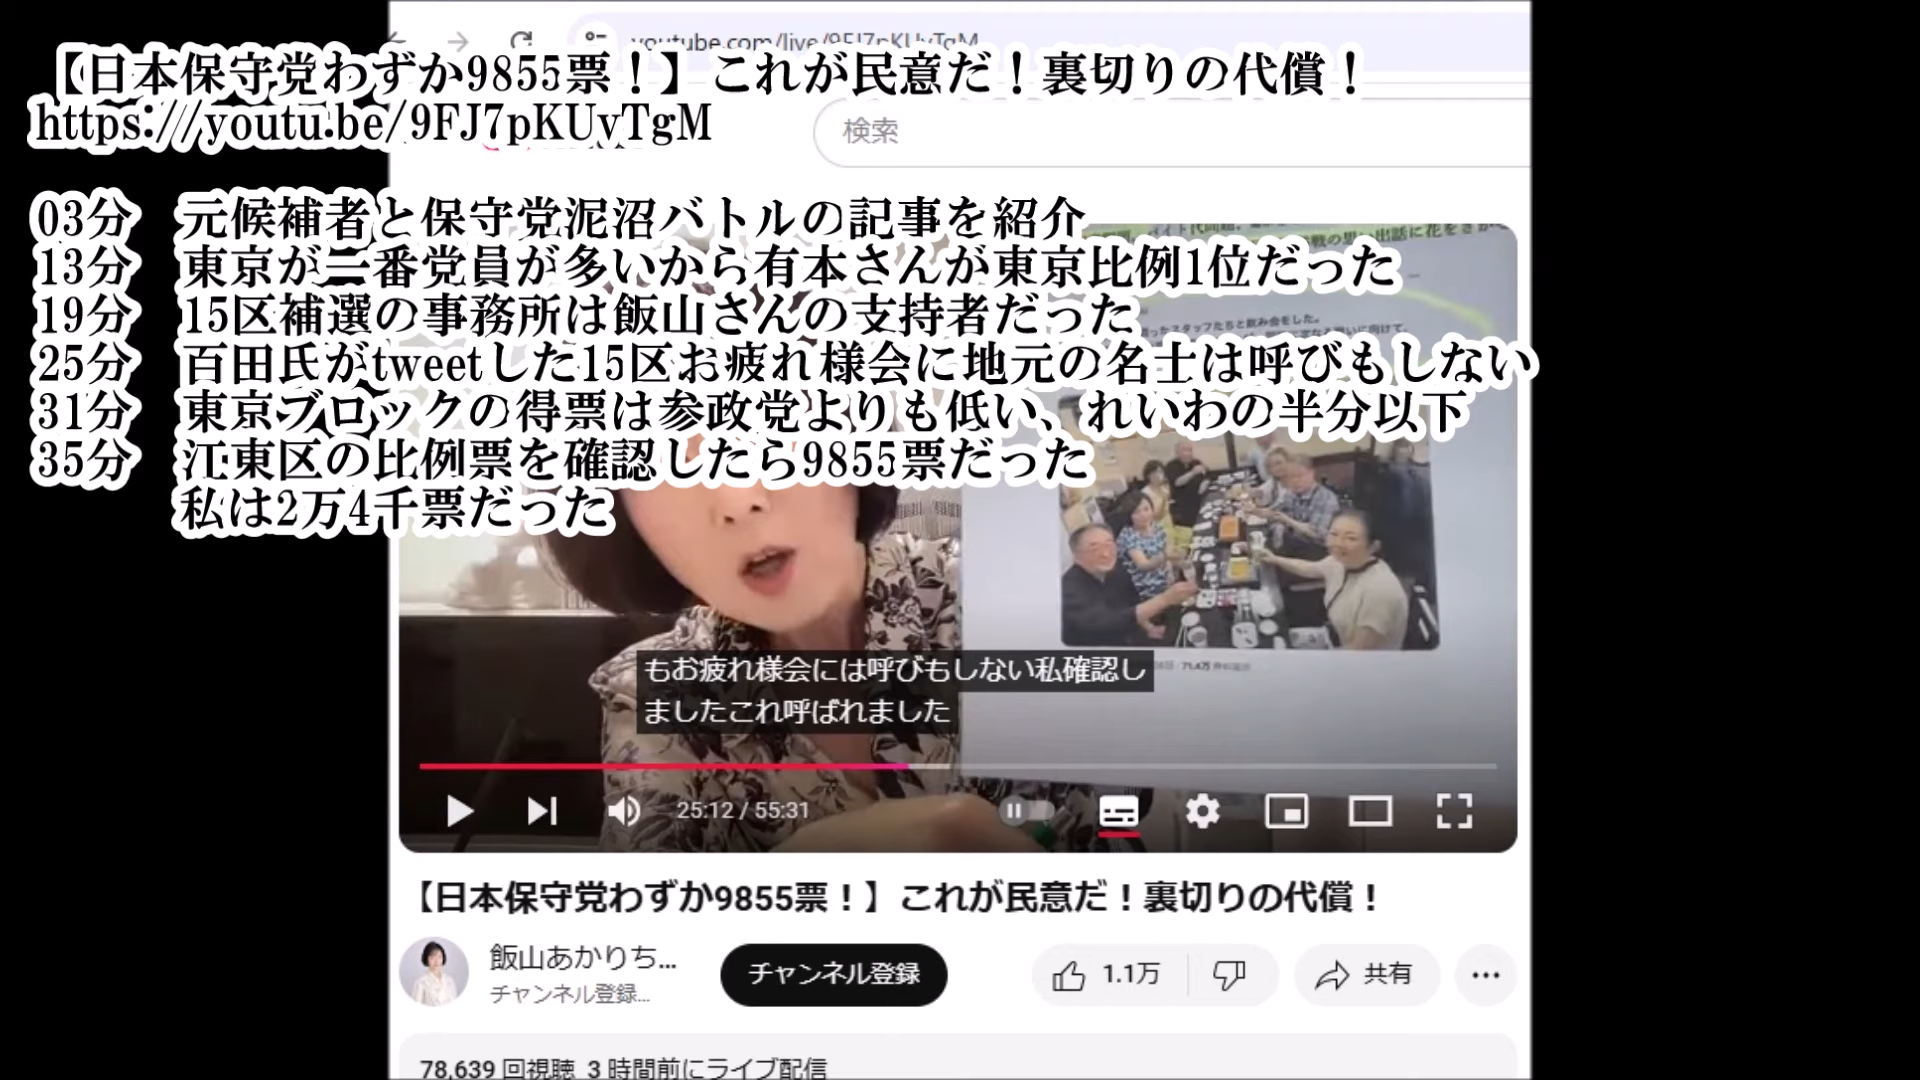 youtube.com/live/9FJ7pKUvTgM
【日本保守党わずか9855票！】これが民意だ！裏切りの代償！
https://youtu.be/9FJ7pKUvTgM
検索
03分 元候補者と保守党泥沼バトルの記事を紹介
13分 東京が二番党員が多いから有本さんが東京比例1位だった
19分 15区補選の事務所は飯山さんの支持者だった
25分 百田氏がtweetした15区お疲れ様会に地元の名士は呼びもしない
31分 東京ブロックの得票は参政党よりも低い、れいわの半分以下
35分 江東区の比例票を確認したら9855票だった
私は2万4千票だった
もお疲れ様会には呼びもしない私確認し
ましたこれ呼ばれました
25:12 / 55:31
【日本保守党わずか9855票！】これが民意だ！裏切りの代償！
飯山あかりち...
チャンネル登録...
チャンネル登録
1.1万
共有
78,639 回視聴 3 時間前にライブ配信